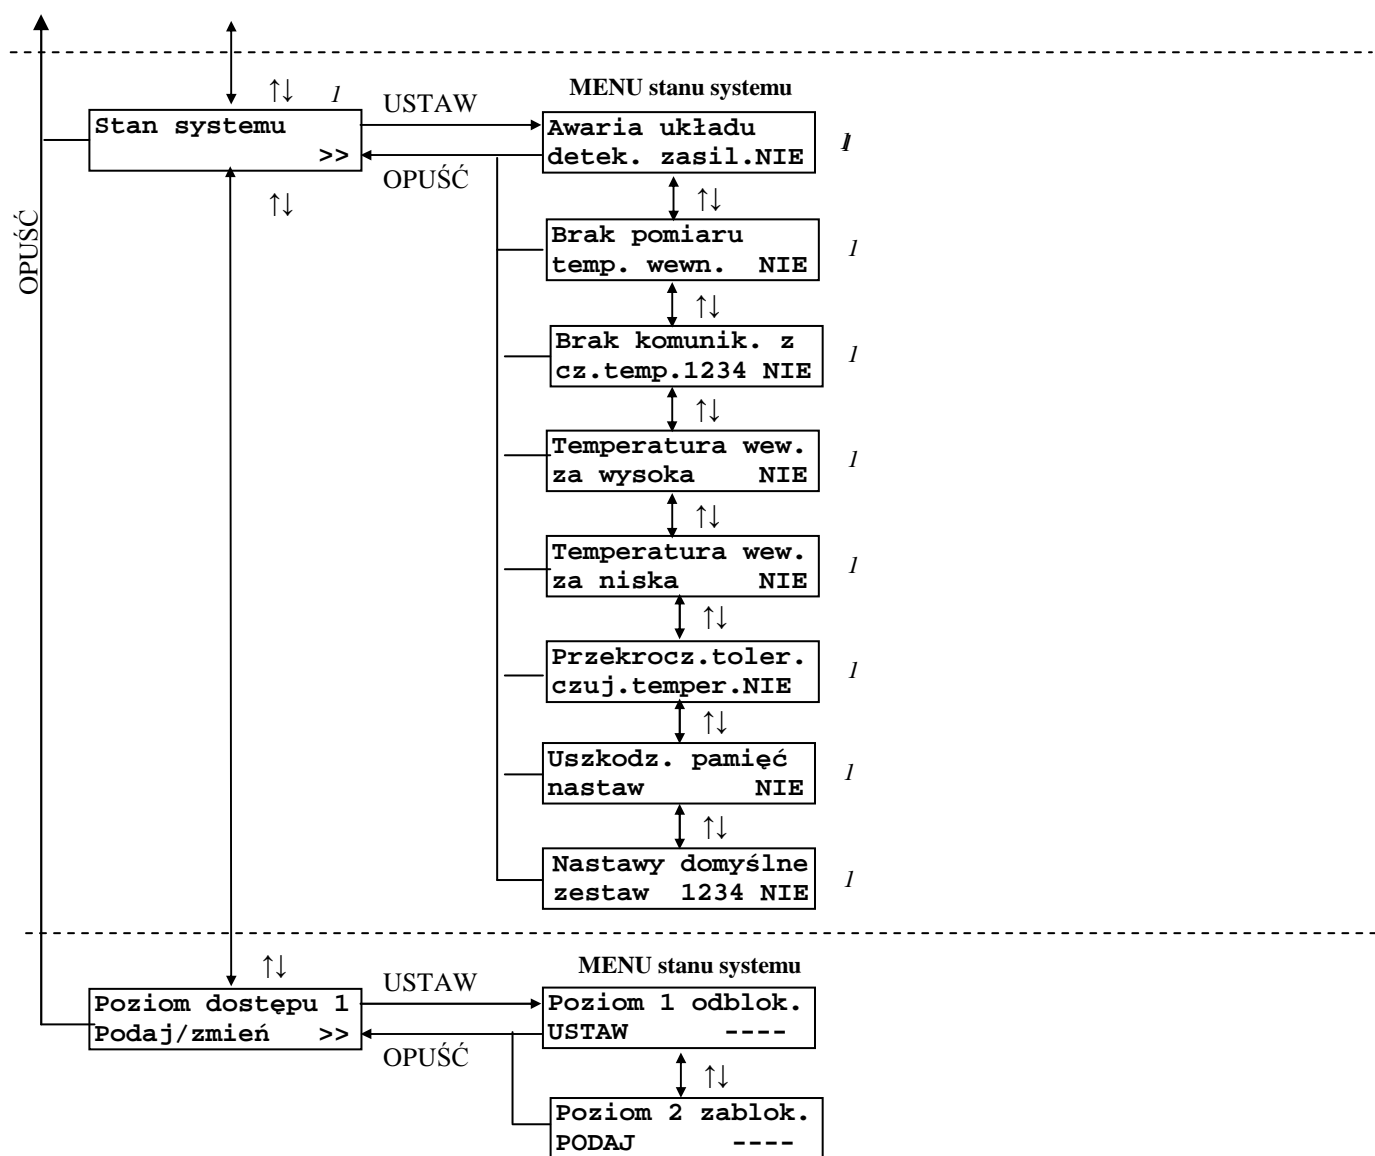 MENU stanu systemu
↑↓ 1
USTAW
Stan systemu
>>
OPUŚĆ
↑↓
Awaria układu
detek. zasil.NIE
1
↑↓
Brak pomiaru
temp. wewn. NIE
1
↑↓
Brak komunik. z
cz.temp.1234 NIE
1
↑↓
Temperatura wew.
za wysoka NIE
1
↑↓
Temperatura wew.
za niska NIE
1
↑↓
Przekrocz.toler.
czuj.temper.NIE
1
↑↓
Uszkodz. pamięć
nastaw NIE
1
↑↓
Nastawy domyślne
zestaw 1234 NIE
1
OPUŚĆ
MENU stanu systemu
↑↓
USTAW
Poziom dostępu 1
Podaj/zmień >>
OPUŚĆ
Poziom 1 odblok.
USTAW ----
↑↓
Poziom 2 zablok.
PODAJ ----